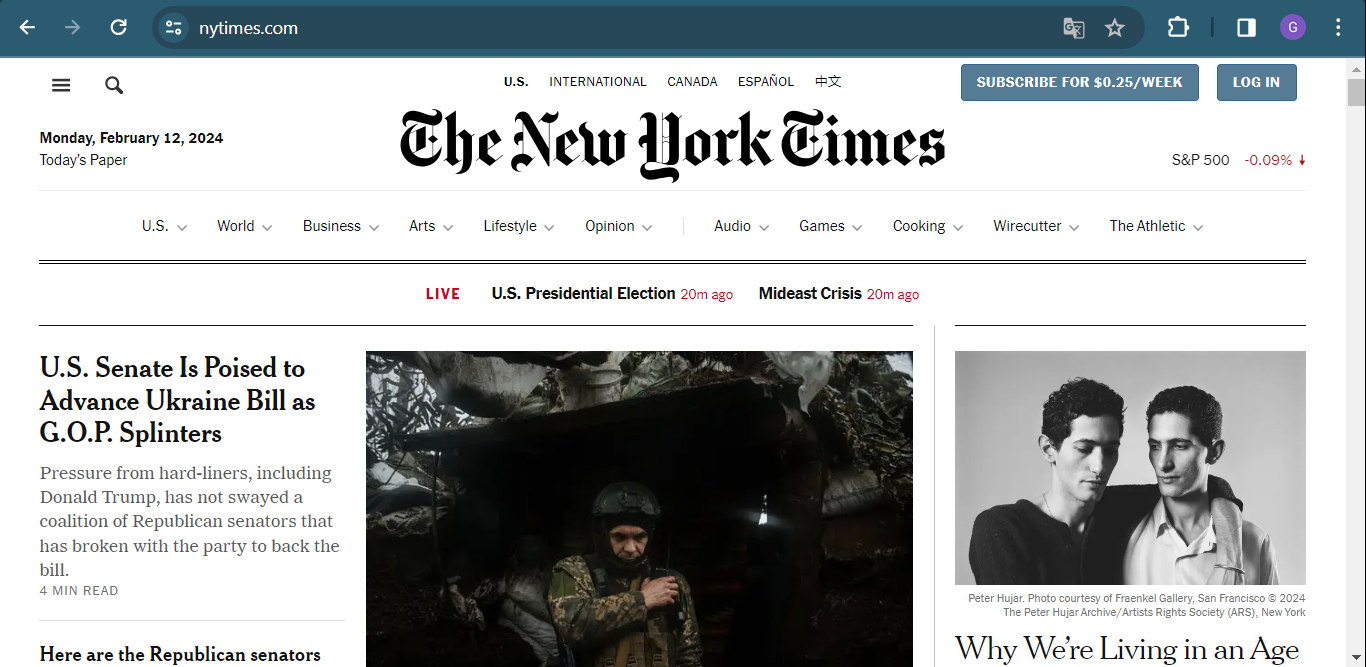 nytimes.com
G
U.S. INTERNATIONAL CANADA ESPAÑOL 中文
SUBSCRIBE FOR $0.25/WEEK
LOG IN
Monday, February 12, 2024
Today's Paper
The New York Times
S&P 500 -0.09%
U.S. World Business Arts Lifestyle Opinion Audio Games Cooking Wirecutter The Athletic
LIVE U.S. Presidential Election 20m ago Mideast Crisis 20m ago
U.S. Senate Is Poised to
Advance Ukraine Bill as
G.O.P. Splinters
Pressure from hard-liners, including
Donald Trump, has not swayed a
coalition of Republican senators that
has broken with the party to back the
bill.
4 MIN READ
Here are the Republican senators
Peter Hujar. Photo courtesy of Fraenkel Gallery, San Francisco © 2024
The Peter Hujar Archive/Artists Rights Society (ARS), New York
Why We're Living in an Age